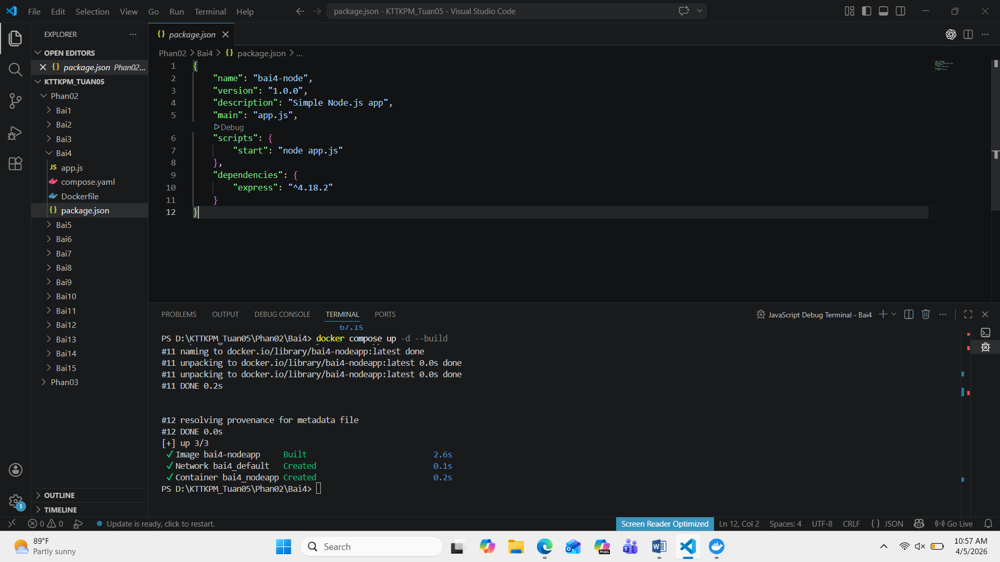 File Edit Selection View Go Run Terminal Help
package.json - KTTKPM_Tuan05 - Visual Studio Code
EXPLORER
OPEN EDITORS
{} package.json Phan02...
KTTKPM_TUAN05
Phan02
Bai1
Bai2
Bai3
Bai4
JS app.js
compose.yaml
Dockerfile
{} package.json
Bai5
Bai6
Bai7
Bai8
Bai9
Bai10
Bai11
Bai12
Bai13
Bai14
Bai15
Phan03
OUTLINE
TIMELINE
{} package.json
Phan02 > Bai4 > {} package.json > ...
1 {
2 "name": "bai4-node",
3 "version": "1.0.0",
4 "description": "Simple Node.js app",
5 "main": "app.js",
Debug
6 "scripts": {
7 "start": "node app.js"
8 },
9 "dependencies": {
10 "express": "^4.18.2"
11 }
12 }
PROBLEMS OUTPUT DEBUG CONSOLE TERMINAL PORTS
JavaScript Debug Terminal - Bai4
67.1s
PS D:\KTTKPM_Tuan05\Phan02\Bai4> docker compose up -d --build
#11 naming to docker.io/library/bai4-nodeapp:latest done
#11 unpacking to docker.io/library/bai4-nodeapp:latest 0.0s done
#11 unpacking to docker.io/library/bai4-nodeapp:latest 0.0s done
#11 DONE 0.2s
#12 resolving provenance for metadata file
#12 DONE 0.0s
[+] up 3/3
✓ Image bai4-nodeapp Built 2.6s
✓ Network bai4_default Created 0.1s
✓ Container bai4_nodeapp Created 0.2s
PS D:\KTTKPM_Tuan05\Phan02\Bai4>
1
0 0 Update is ready, click to restart.
Screen Reader Optimized Ln 12, Col 2 Spaces: 4 UTF-8 CRLF {} JSON Go Live
89°F
Partly sunny
Search
M365
10:57 AM
4/5/2026